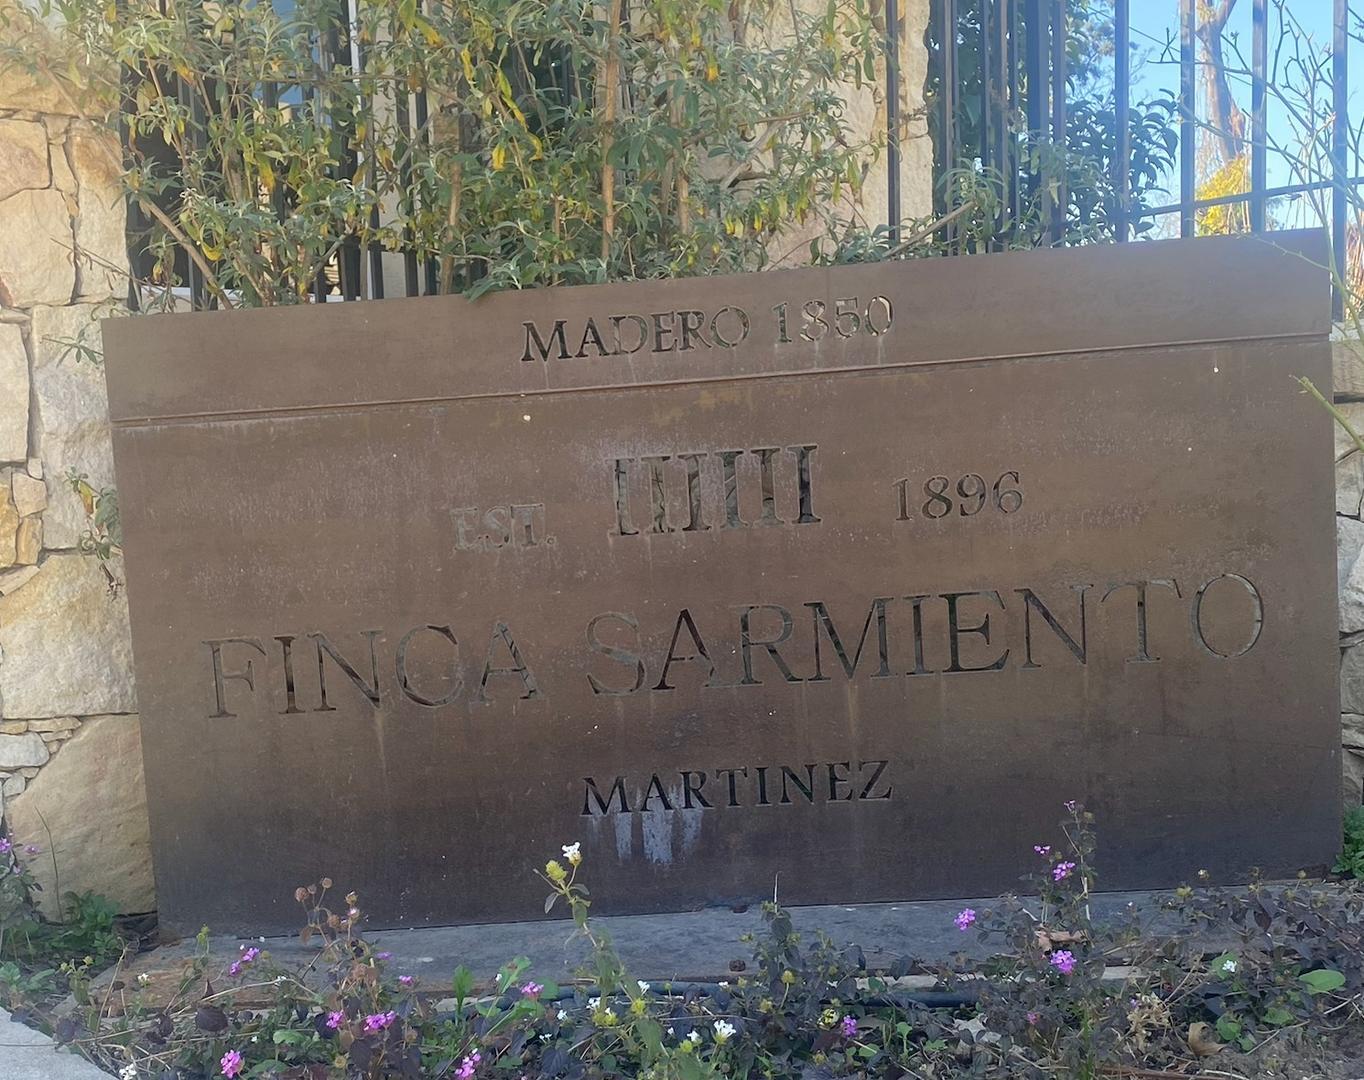 MADERO 1850
EST. IIIIII 1896
FINCA SARMIENTO
MARTINEZ